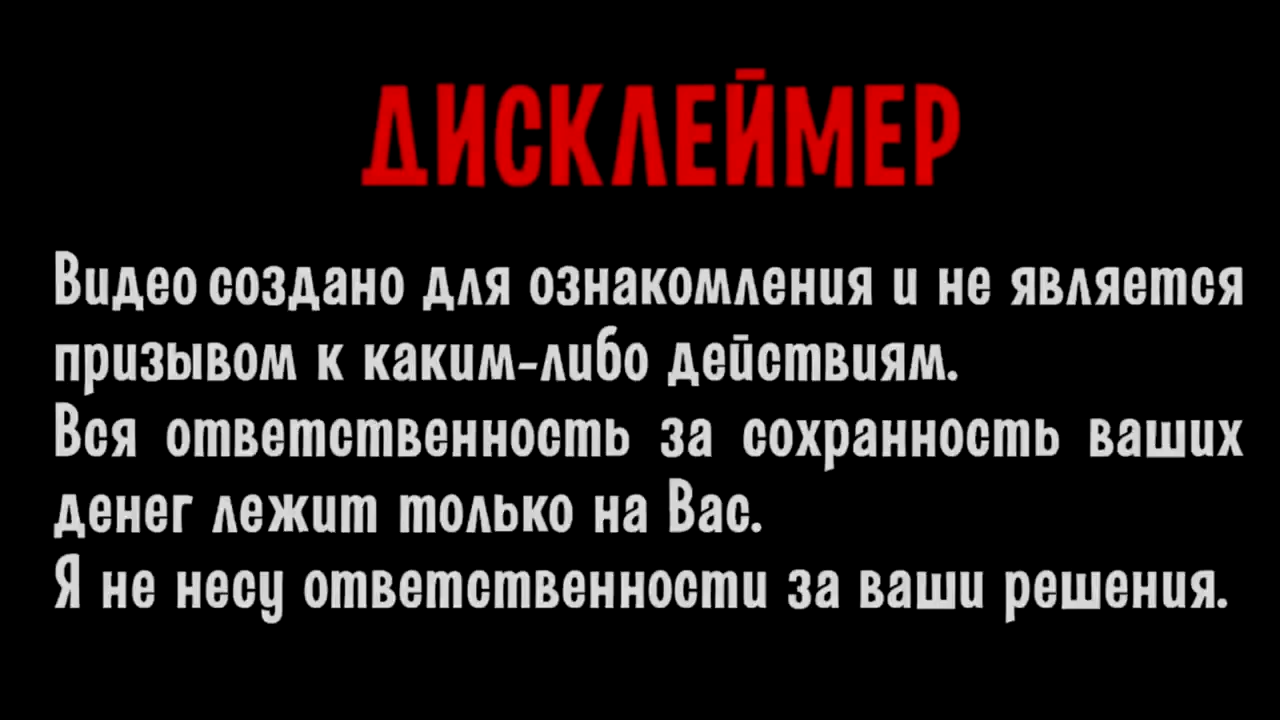 ДИСКЛЕЙМЕР
Видео создано для ознакомления и не является
призывом к каким-либо действиям.
Вся ответственность за сохранность ваших
денег лежит только на Вас.
Я не несу ответственности за ваши решения.